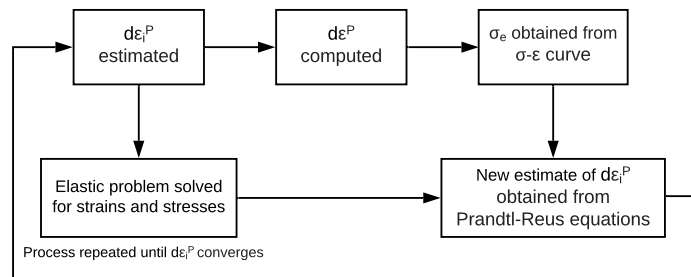 dεᵢᴾ
estimated
dεᴾ
computed
σₑ obtained from
σ-ε curve
Elastic problem solved
for strains and stresses
New estimate of dεᵢᴾ
obtained from
Prandtl-Reus equations
Process repeated until dεᵢᴾ converges